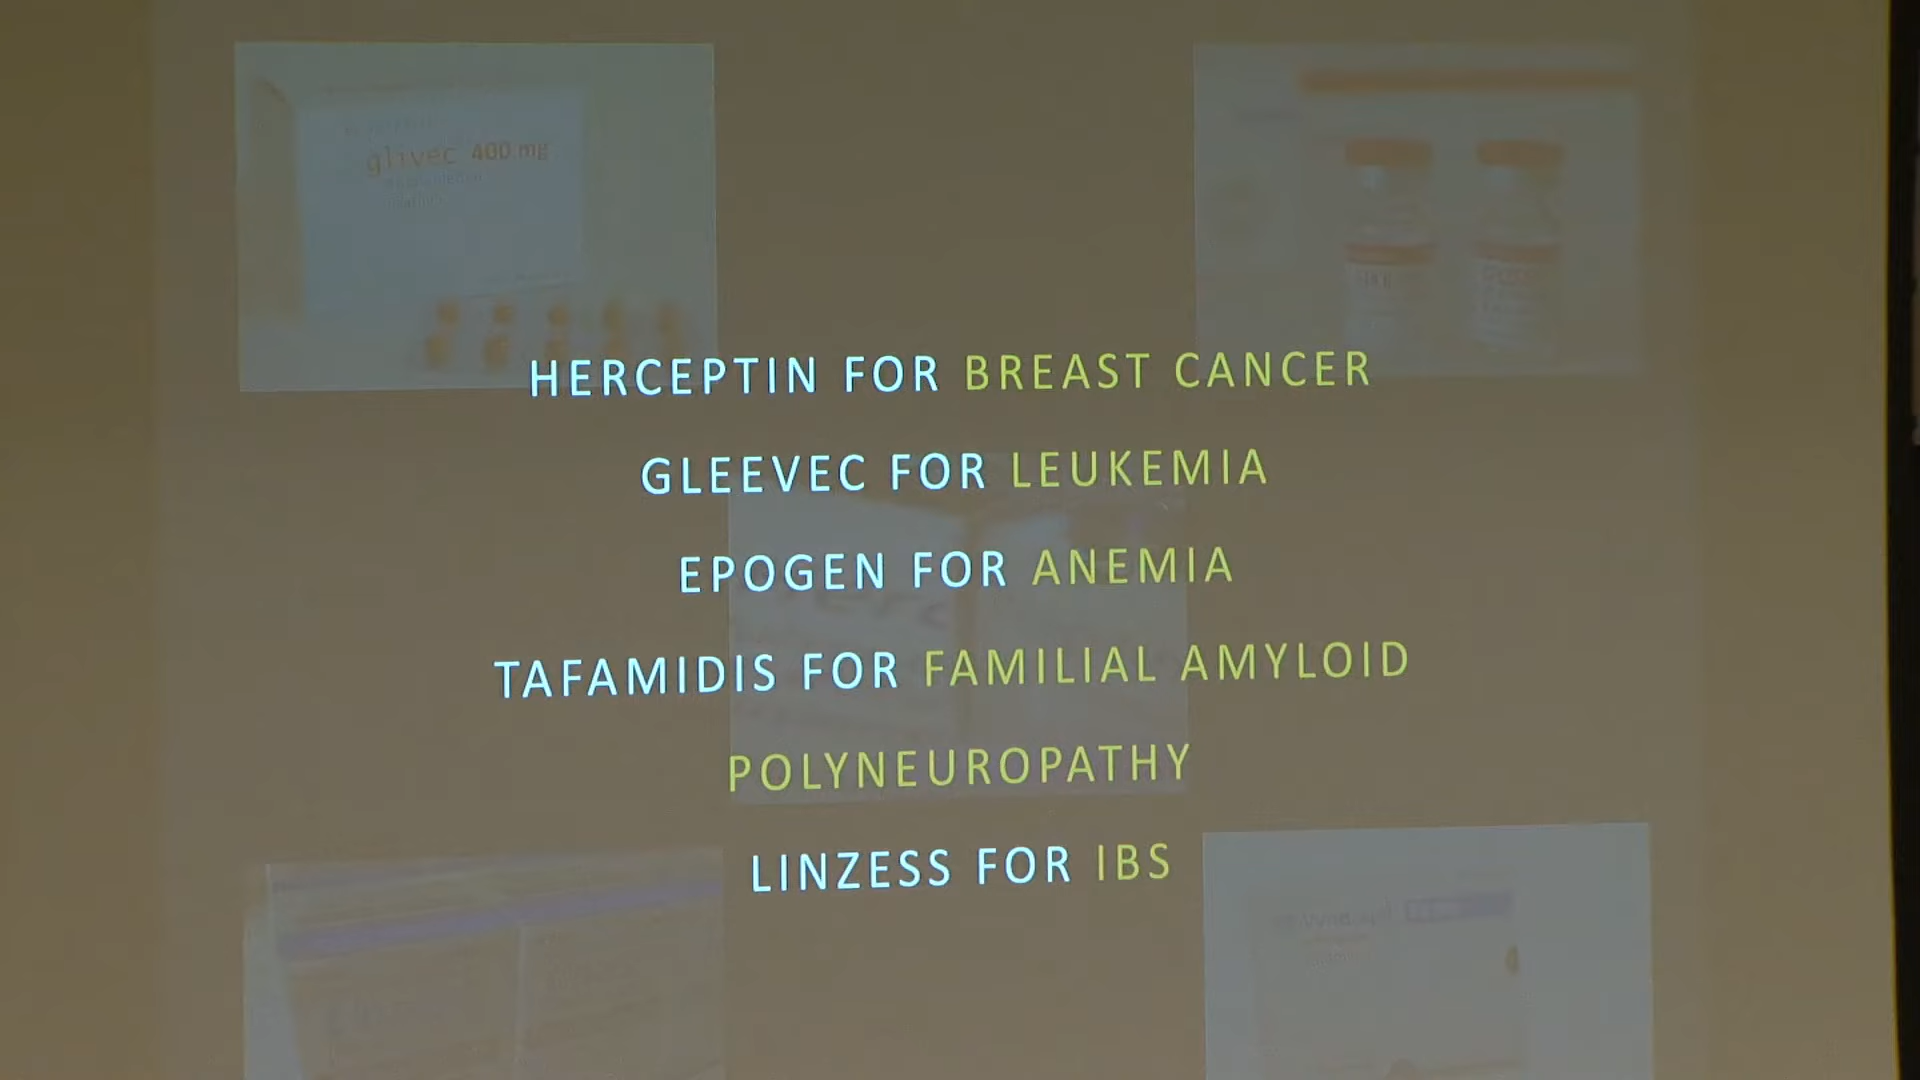 glivec 400 mg
HERCEPTIN FOR BREAST CANCER
GLEEVEC FOR LEUKEMIA
EPOGEN FOR ANEMIA
TAFAMIDIS FOR FAMILIAL AMYLOID
POLYNEUROPATHY
LINZESS FOR IBS